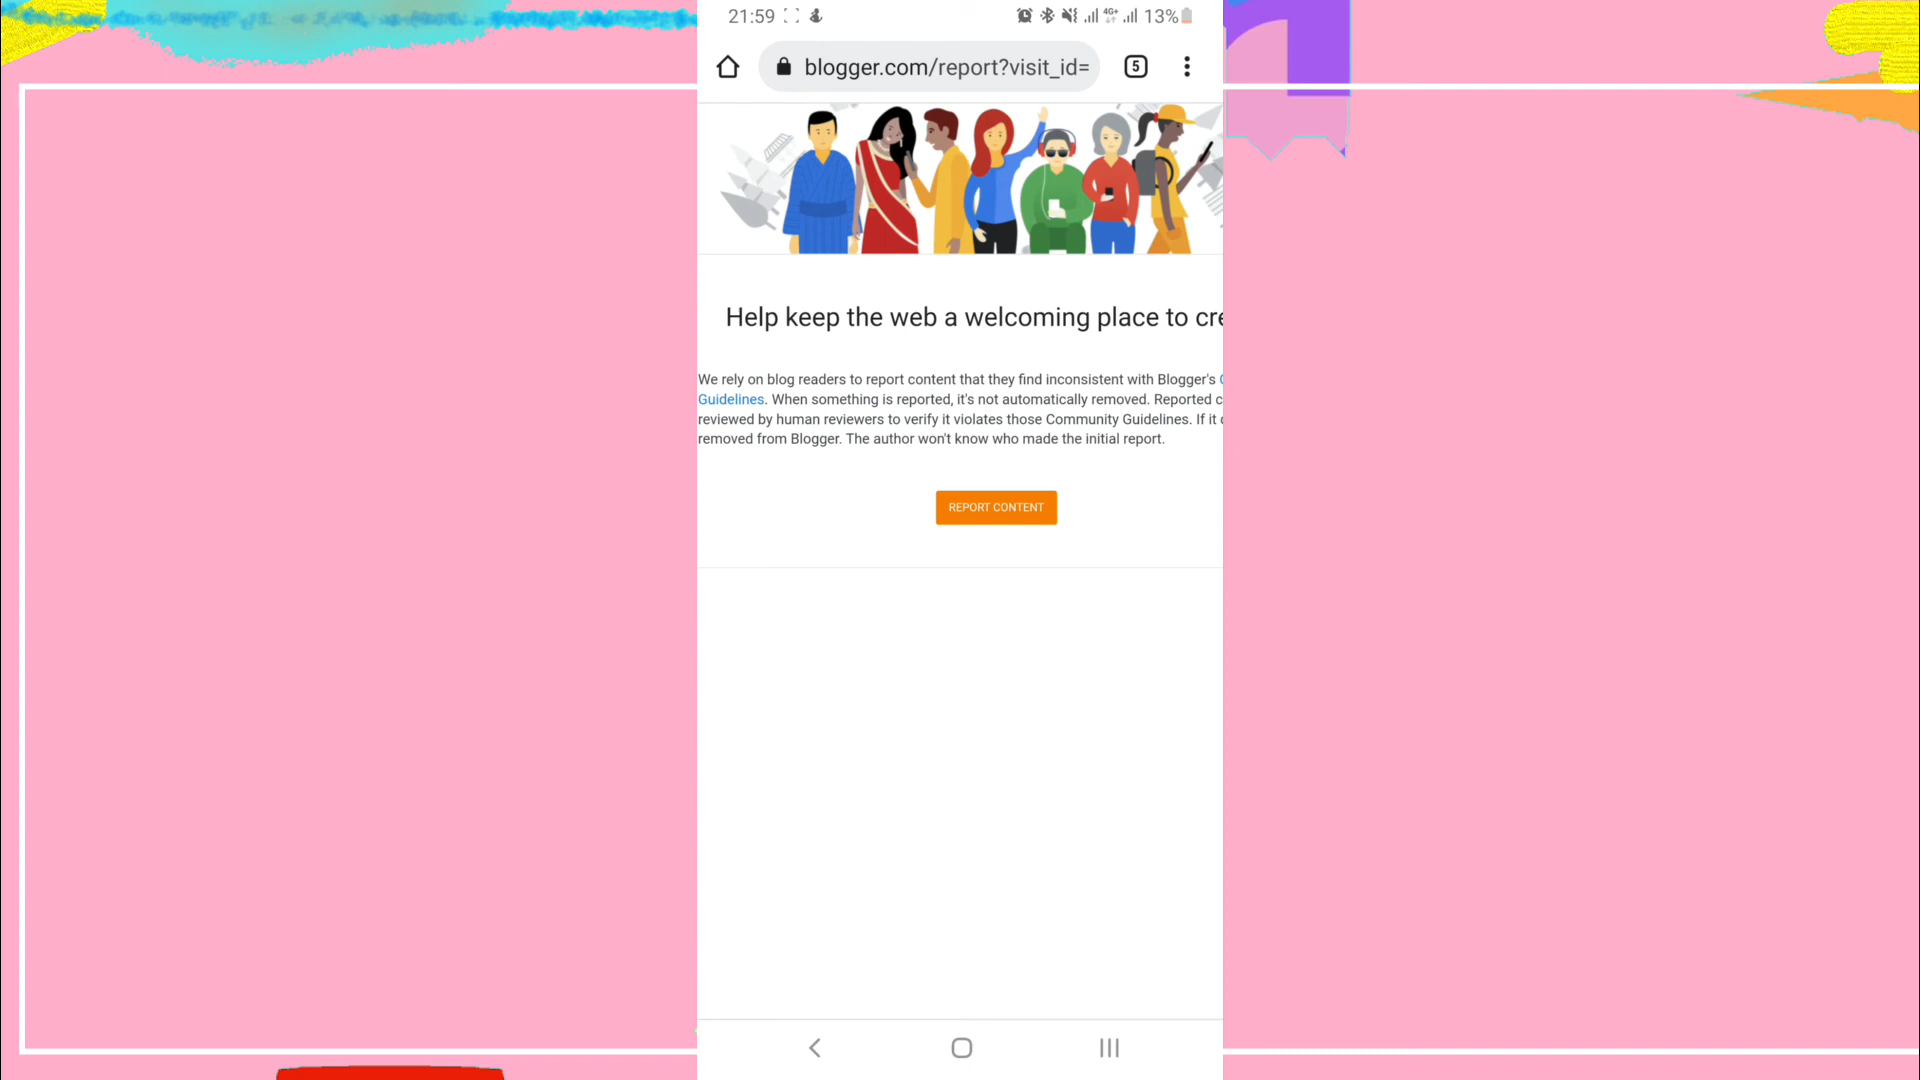 21:59 4G+ 13%
blogger.com/report?visit_id= 5
Help keep the web a welcoming place to cre
We rely on blog readers to report content that they find inconsistent with Blogger's
Guidelines. When something is reported, it's not automatically removed. Reported c
reviewed by human reviewers to verify it violates those Community Guidelines. If it
removed from Blogger. The author won't know who made the initial report.
REPORT CONTENT